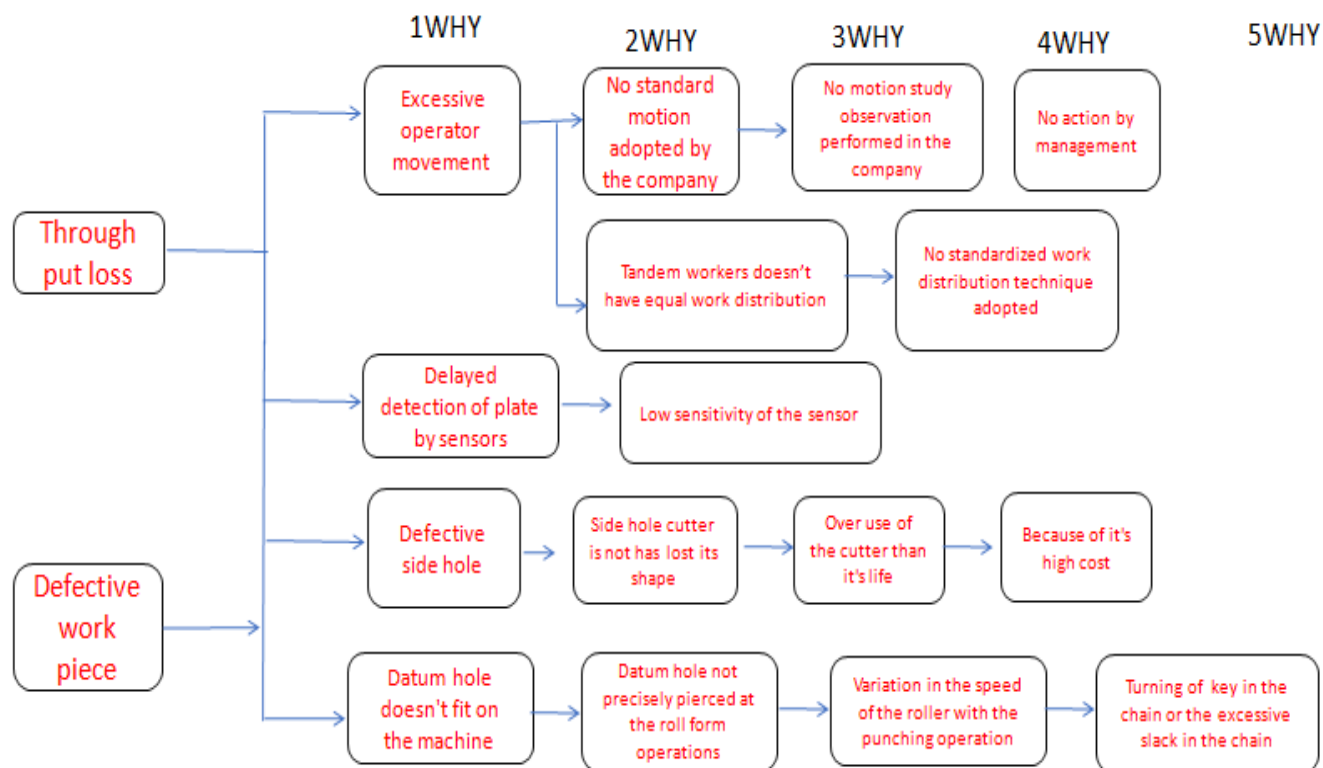 1WHY
2WHY
3WHY
4WHY
5WHY
Through
put loss
Excessive
operator
movement
No standard
motion
adopted by
the company
No motion study
observation
performed in the
company
No action by
management
Tandem workers doesn't
have equal work distribution
No standardized work
distribution technique
adopted
Delayed
detection of plate
by sensors
Low sensitivity of the sensor
Defective
work
piece
Defective
side hole
Side hole cutter
is not has lost its
shape
Over use of
the cutter than
it's life
Because of it's
high cost
Datum hole
doesn't fit on
the machine
Datum hole not
precisely pierced at
the roll form
operations
Variation in the speed
of the roller with the
punching operation
Turning of key in the
chain or the excessive
slack in the chain